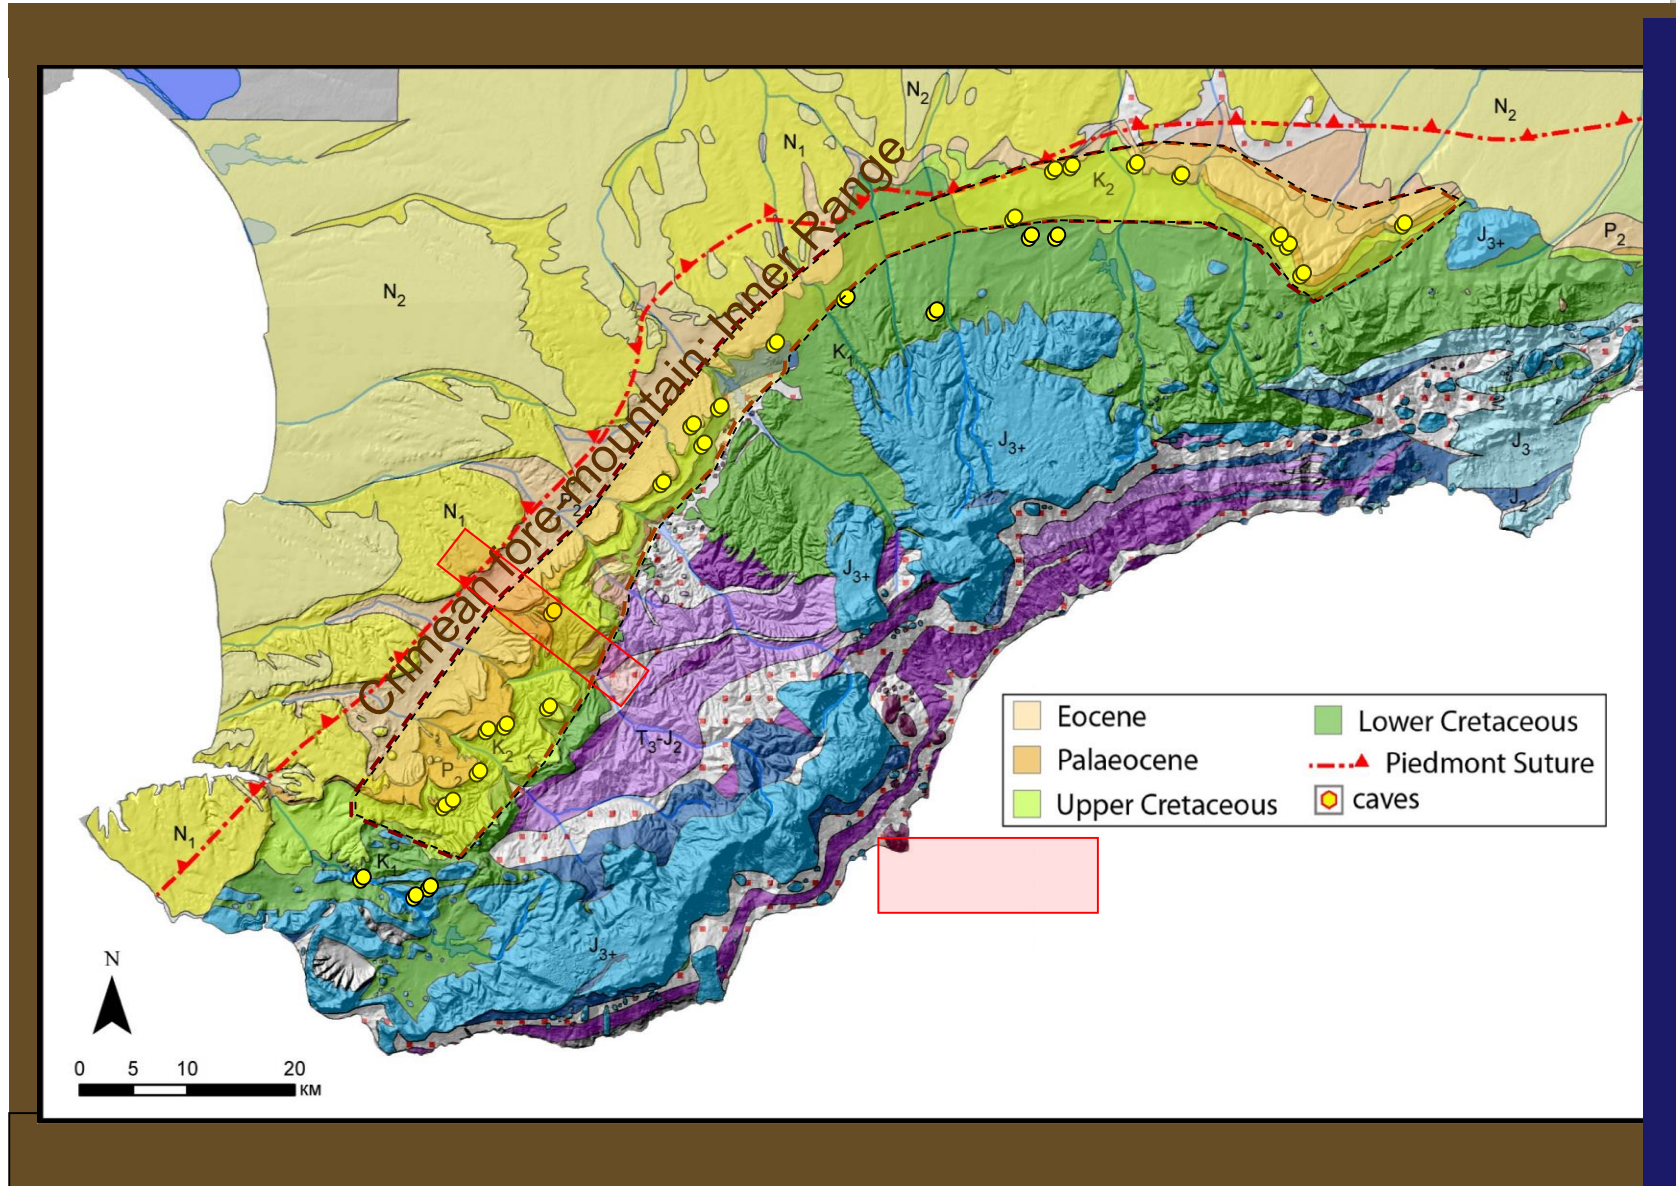 N2
N2
N1
Crimean fore-mountain: Inner Range
K2
J3+
P2
N2
K1
J3+
J3
N1
J2
J3+
K2
T3-J2
P2
N1
K1
J3+
Eocene
Palaeocene
Upper Cretaceous
Lower Cretaceous
Piedmont Suture
caves
N
0 5 10 20
КМ